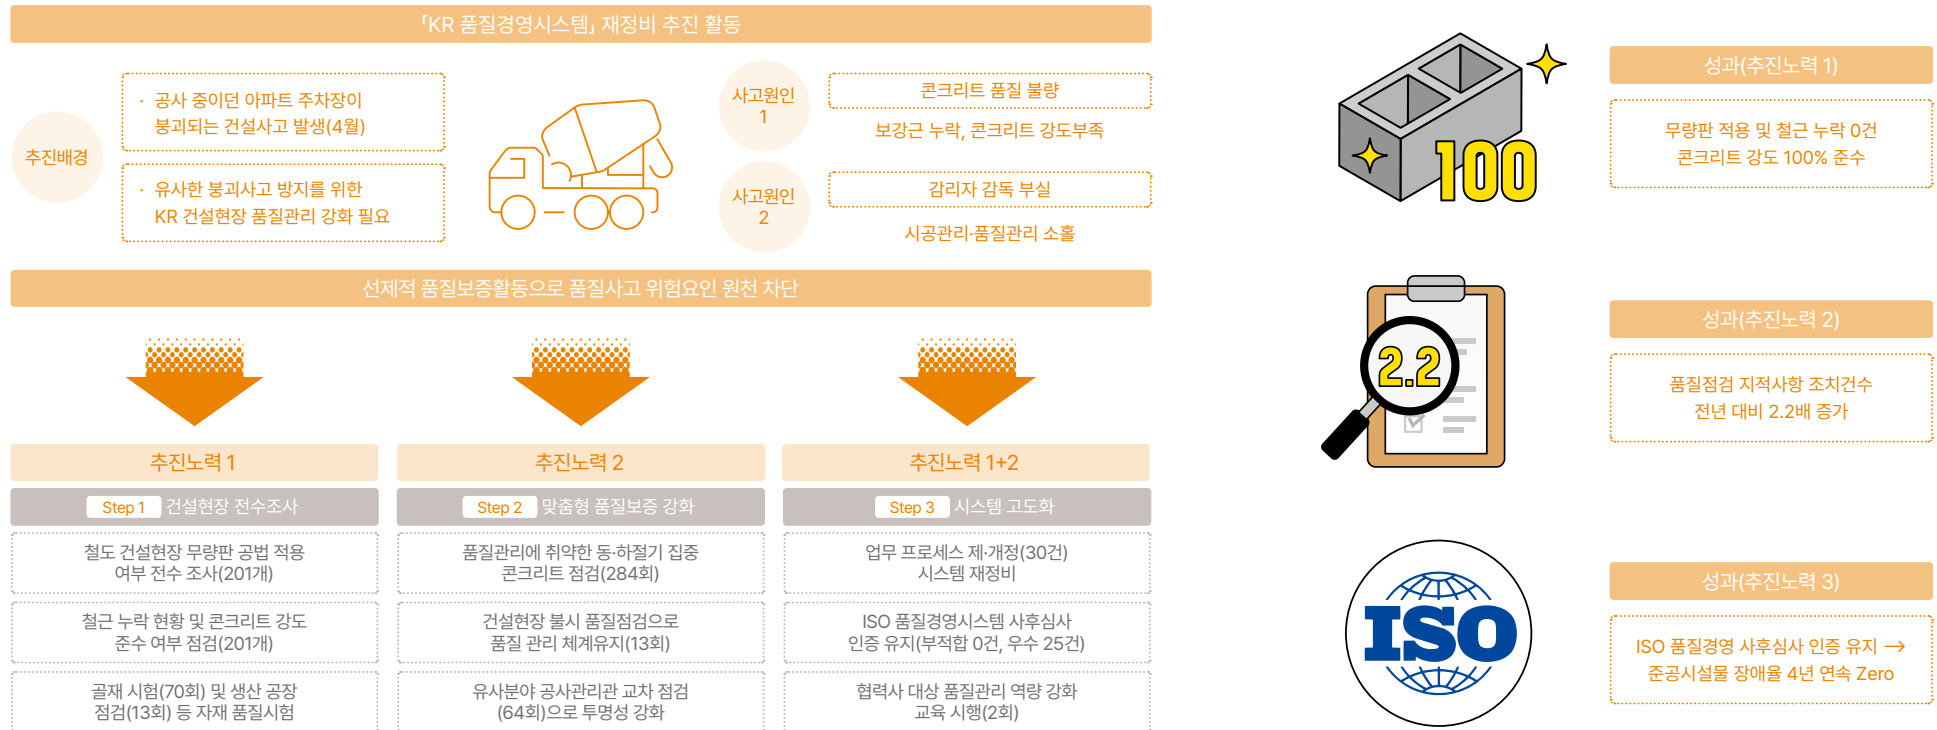 「KR 품질경영시스템」 재정비 추진 활동
추진배경
· 공사 중이던 아파트 주차장이
붕괴되는 건설사고 발생(4월)
· 유사한 붕괴사고 방지를 위한
KR 건설현장 품질관리 강화 필요
사고원인
1
콘크리트 품질 불량
보강근 누락, 콘크리트 강도부족
사고원인
2
감리자 감독 부실
시공관리·품질관리 소홀
선제적 품질보증활동으로 품질사고 위험요인 원천 차단
추진노력 1
Step 1 건설현장 전수조사
철도 건설현장 무량판 공법 적용
여부 전수 조사(201개)
철근 누락 현황 및 콘크리트 강도
준수 여부 점검(201개)
골재 시험(70회) 및 생산 공장
점검(13회) 등 자재 품질시험
추진노력 2
Step 2 맞춤형 품질보증 강화
품질관리에 취약한 동·하절기 집중
콘크리트 점검(284회)
건설현장 불시 품질점검으로
품질 관리 체계유지(13회)
유사분야 공사관리관 교차 점검
(64회)으로 투명성 강화
추진노력 1+2
Step 3 시스템 고도화
업무 프로세스 제·개정(30건)
시스템 재정비
ISO 품질경영시스템 사후심사
인증 유지(부적합 0건, 우수 25건)
협력사 대상 품질관리 역량 강화
교육 시행(2회)
100
성과(추진노력 1)
무량판 적용 및 철근 누락 0건
콘크리트 강도 100% 준수
2.2
성과(추진노력 2)
품질점검 지적사항 조치건수
전년 대비 2.2배 증가
ISO
성과(추진노력 3)
ISO 품질경영 사후심사 인증 유지 →
준공시설물 장애율 4년 연속 Zero